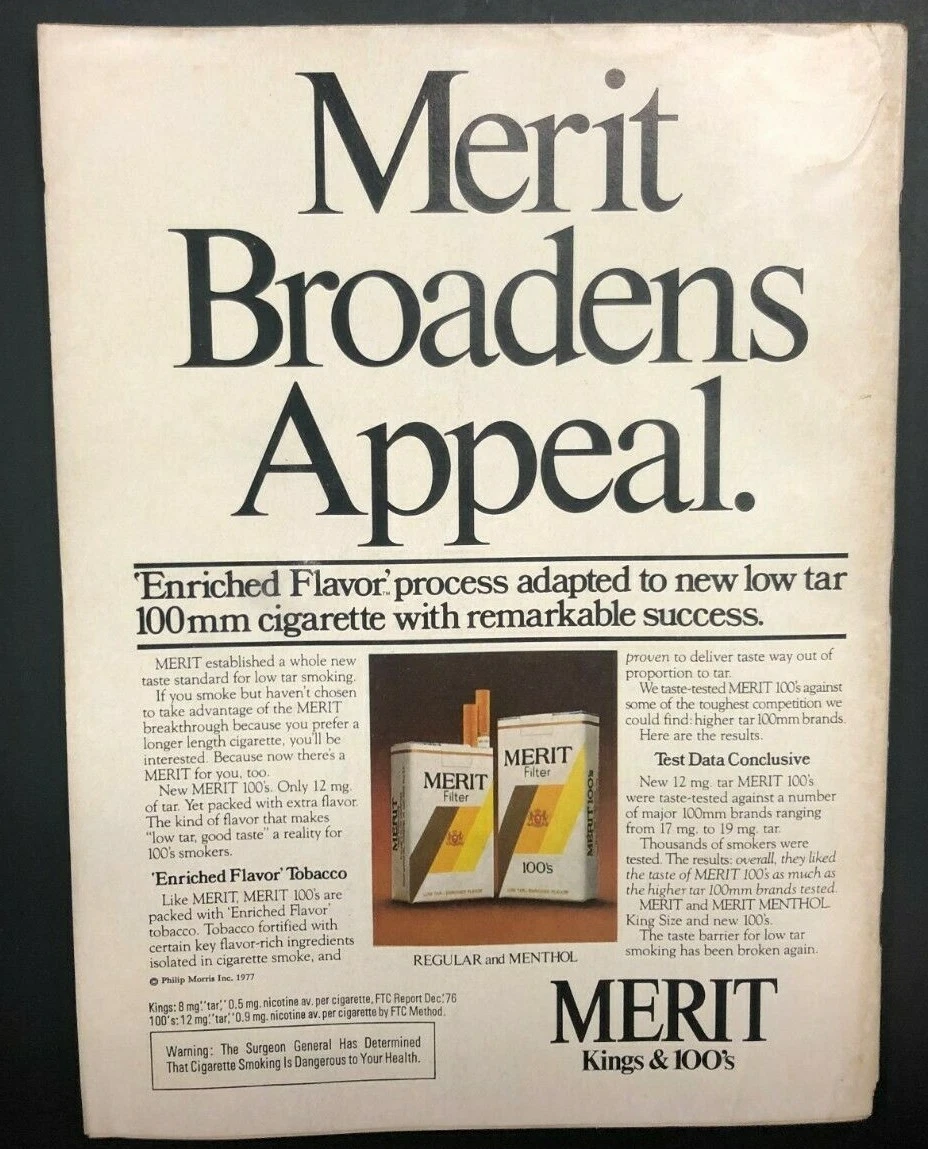 Merit
Broadens
Appeal.
'Enriched Flavor'™ process adapted to new low tar
100mm cigarette with remarkable success.
MERIT established a whole new
taste standard for low tar smoking.
If you smoke but haven't chosen
to take advantage of the MERIT
breakthrough because you prefer a
longer length cigarette, you'll be
interested. Because now there's a
MERIT for you, too.
New MERIT 100's. Only 12 mg.
of tar. Yet packed with extra flavor.
The kind of flavor that makes
"low tar, good taste" a reality for
100's smokers.
'Enriched Flavor' Tobacco
Like MERIT, MERIT 100's are
packed with 'Enriched Flavor'
tobacco. Tobacco fortified with
certain key flavor-rich ingredients
isolated in cigarette smoke, and
© Philip Morris Inc. 1977
MERIT
MERIT
Filter
LOW TAR - ENRICHED FLAVOR
MERIT
Filter
100's
LOW TAR - ENRICHED FLAVOR
MERIT 100's
REGULAR and MENTHOL
proven to deliver taste way out of
proportion to tar.
We taste-tested MERIT 100's against
some of the toughest competition we
could find: higher tar 100mm brands.
Here are the results.
Test Data Conclusive
New 12 mg. tar MERIT 100's
were taste-tested against a number
of major 100mm brands ranging
from 17 mg. to 19 mg. tar.
Thousands of smokers were
tested. The results: overall, they liked
the taste of MERIT 100's as much as
the higher tar 100mm brands tested.
MERIT and MERIT MENTHOL.
King Size and new 100's.
The taste barrier for low tar
smoking has been broken again.
Kings: 8 mg."tar," 0.5 mg. nicotine av. per cigarette, FTC Report Dec.'76
100's: 12 mg."tar," 0.9 mg. nicotine av. per cigarette by FTC Method.
Warning: The Surgeon General Has Determined
That Cigarette Smoking Is Dangerous to Your Health.
MERIT
Kings & 100's